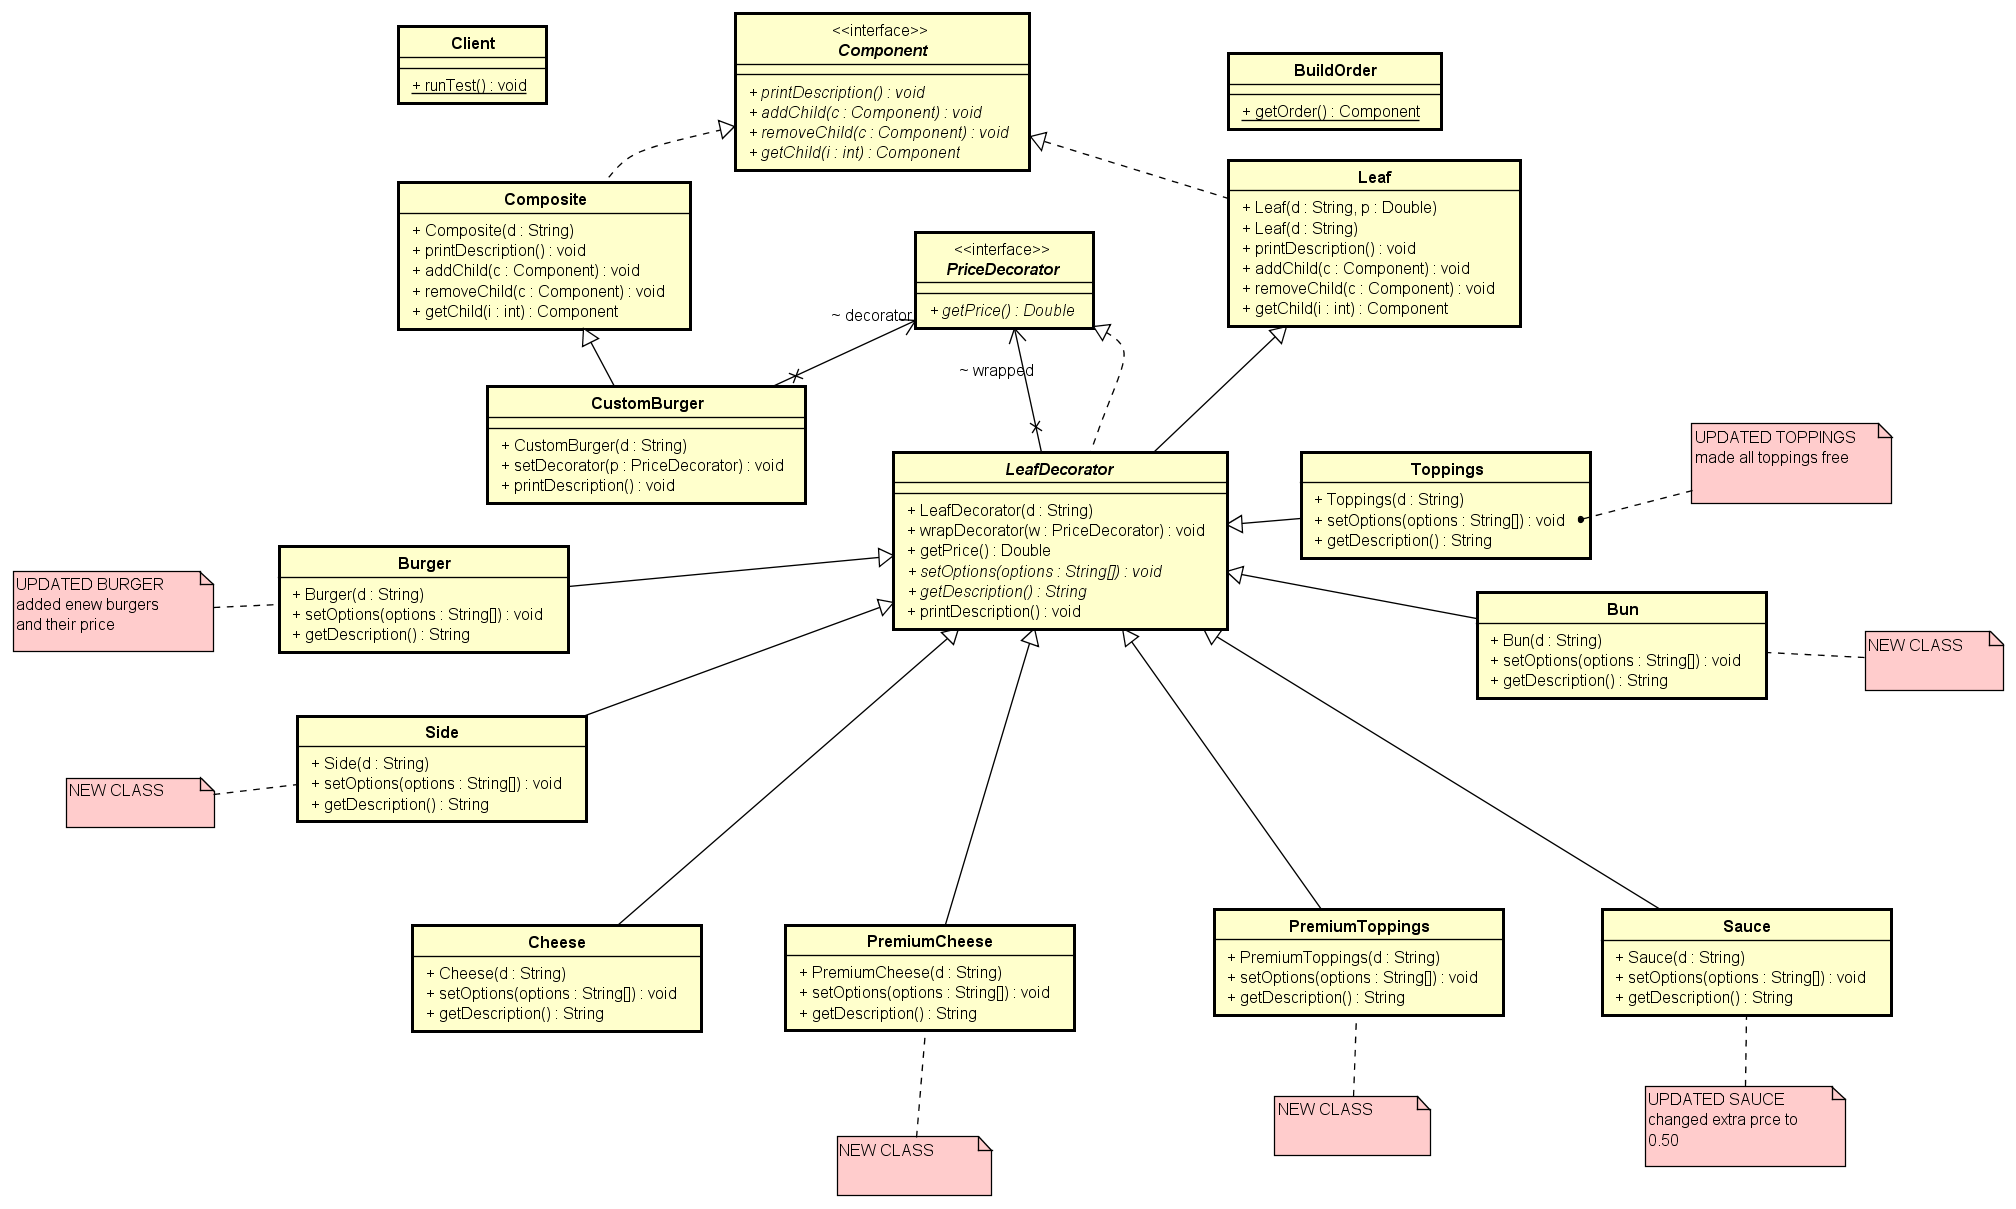 Client
+ runTest() : void
<<interface>>
Component
+ printDescription() : void
+ addChild(c : Component) : void
+ removeChild(c : Component) : void
+ getChild(i : int) : Component
BuildOrder
+ getOrder() : Component
Composite
+ Composite(d : String)
+ printDescription() : void
+ addChild(c : Component) : void
+ removeChild(c : Component) : void
+ getChild(i : int) : Component
<<interface>>
PriceDecorator
+ getPrice() : Double
Leaf
+ Leaf(d : String, p : Double)
+ Leaf(d : String)
+ printDescription() : void
+ addChild(c : Component) : void
+ removeChild(c : Component) : void
+ getChild(i : int) : Component
~ decorator
~ wrapped
CustomBurger
+ CustomBurger(d : String)
+ setDecorator(p : PriceDecorator) : void
+ printDescription() : void
LeafDecorator
+ LeafDecorator(d : String)
+ wrapDecorator(w : PriceDecorator) : void
+ getPrice() : Double
+ setOptions(options : String[]) : void
+ getDescription() : String
+ printDescription() : void
Toppings
+ Toppings(d : String)
+ setOptions(options : String[]) : void
+ getDescription() : String
UPDATED TOPPINGS
made all toppings free
UPDATED BURGER
added enew burgers
and their price
Burger
+ Burger(d : String)
+ setOptions(options : String[]) : void
+ getDescription() : String
Bun
+ Bun(d : String)
+ setOptions(options : String[]) : void
+ getDescription() : String
NEW CLASS
Side
+ Side(d : String)
+ setOptions(options : String[]) : void
+ getDescription() : String
NEW CLASS
Cheese
+ Cheese(d : String)
+ setOptions(options : String[]) : void
+ getDescription() : String
PremiumCheese
+ PremiumCheese(d : String)
+ setOptions(options : String[]) : void
+ getDescription() : String
PremiumToppings
+ PremiumToppings(d : String)
+ setOptions(options : String[]) : void
+ getDescription() : String
Sauce
+ Sauce(d : String)
+ setOptions(options : String[]) : void
+ getDescription() : String
NEW CLASS
NEW CLASS
UPDATED SAUCE
changed extra prce to
0.50